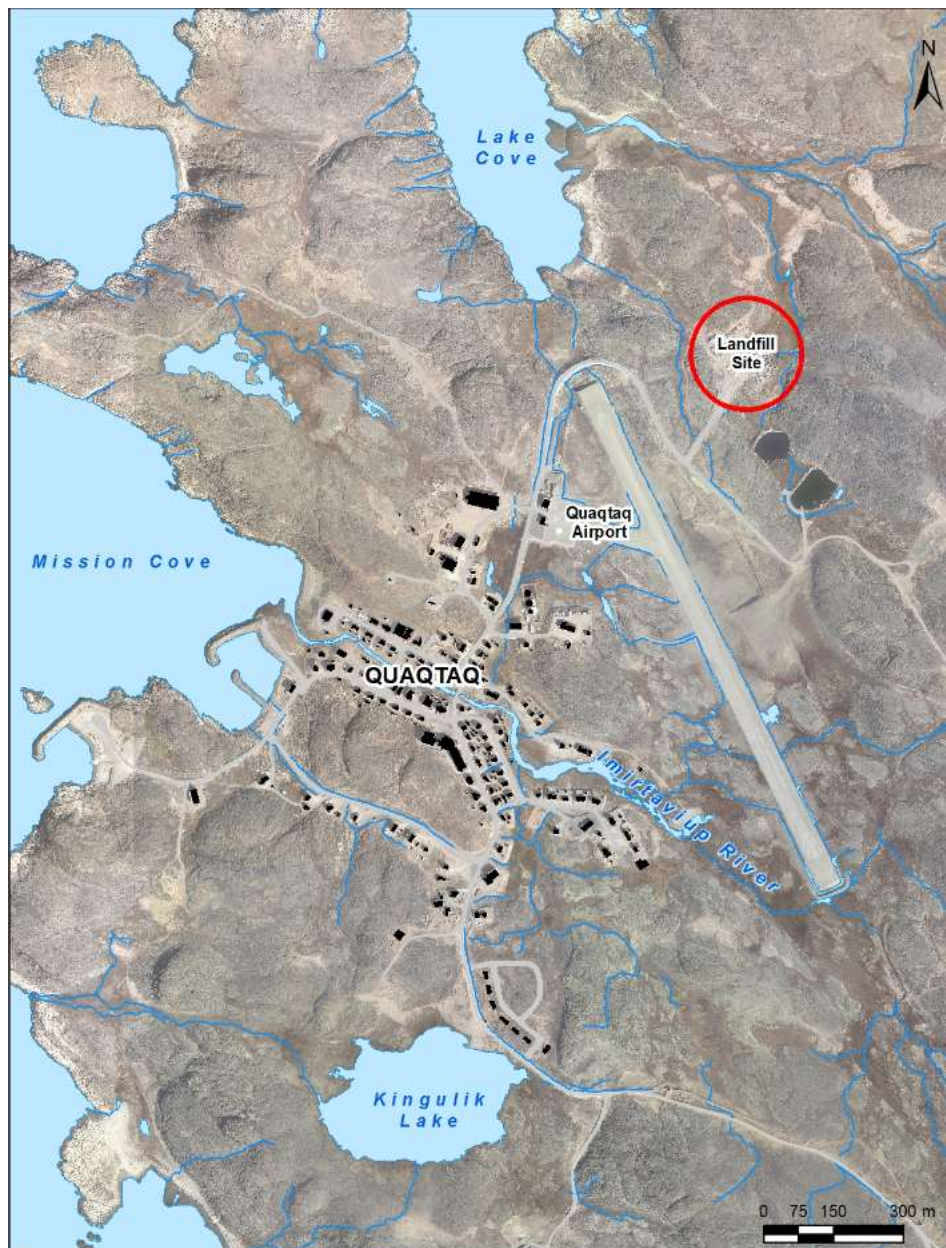 N
Lake
Cove
Landfill
Site
Quaqtaq
Airport
Mission Cove
QUAQTAQ
Imirtaviup River
Kingulik
Lake
0 75 150 300 m